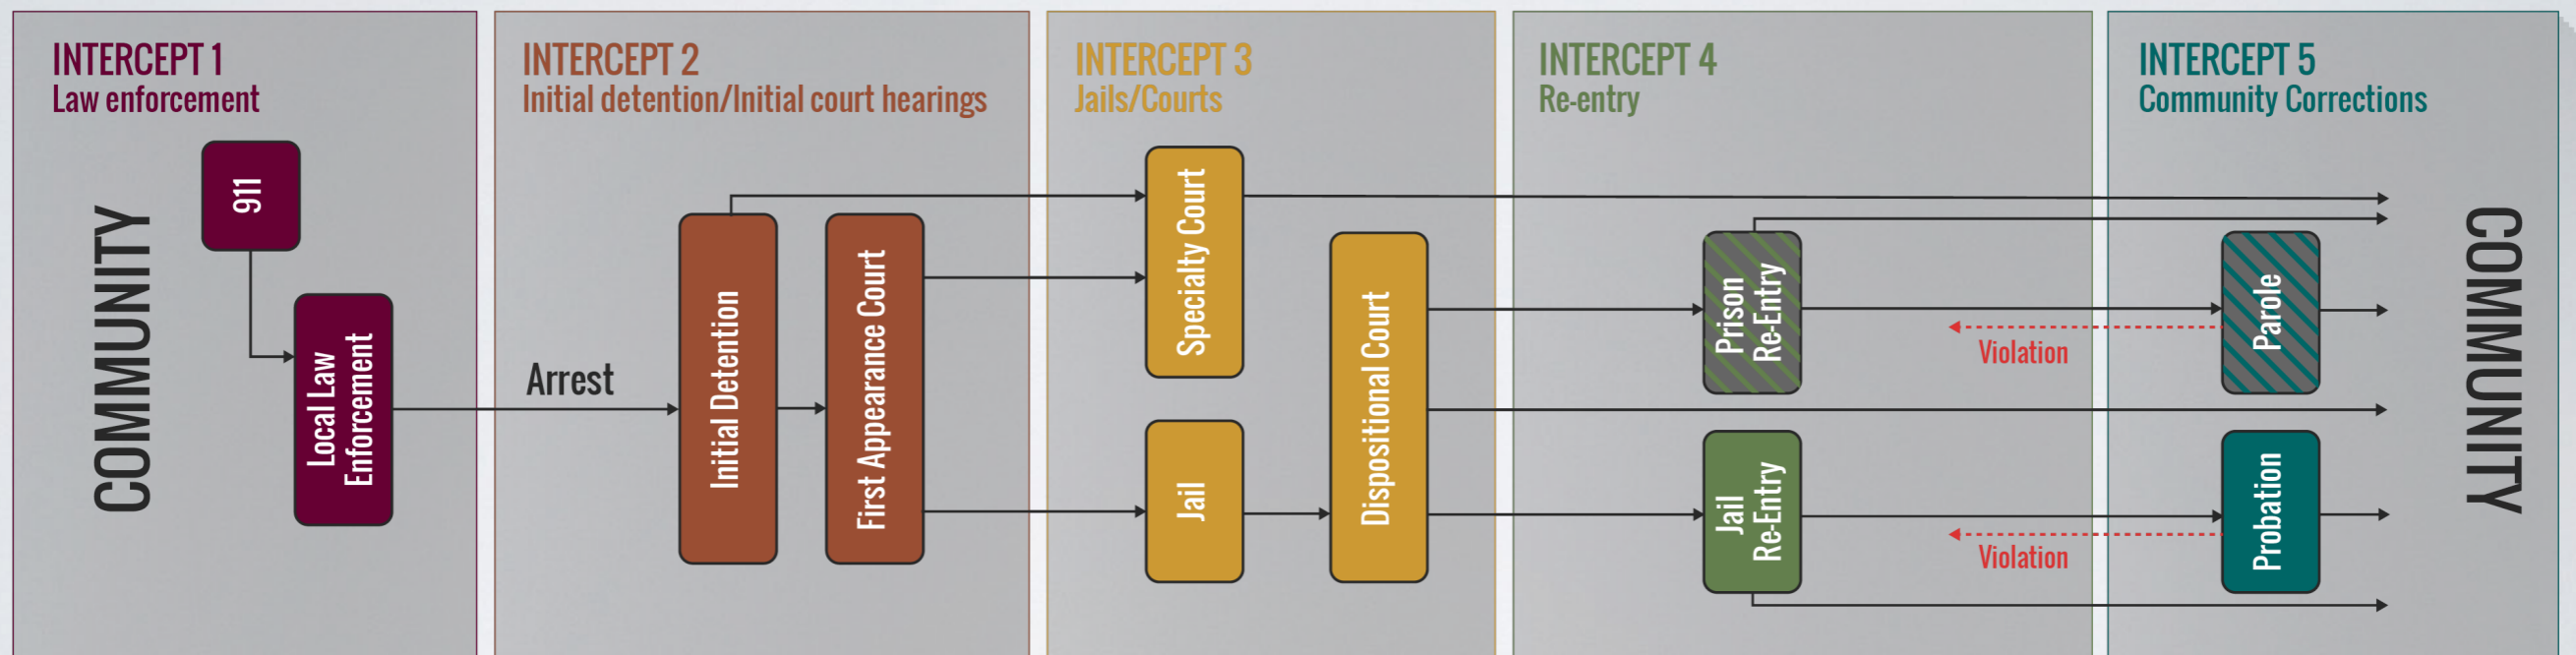 INTERCEPT 1
Law enforcement
COMMUNITY
911
Local Law
Enforcement
INTERCEPT 2
Initial detention/Initial court hearings
Arrest
Initial Detention
First Appearance Court
INTERCEPT 3
Jails/Courts
Specialty Court
Jail
Dispositional Court
INTERCEPT 4
Re-entry
Prison
Re-Entry
Violation
Jail
Re-Entry
Violation
INTERCEPT 5
Community Corrections
Parole
Probation
COMMUNITY